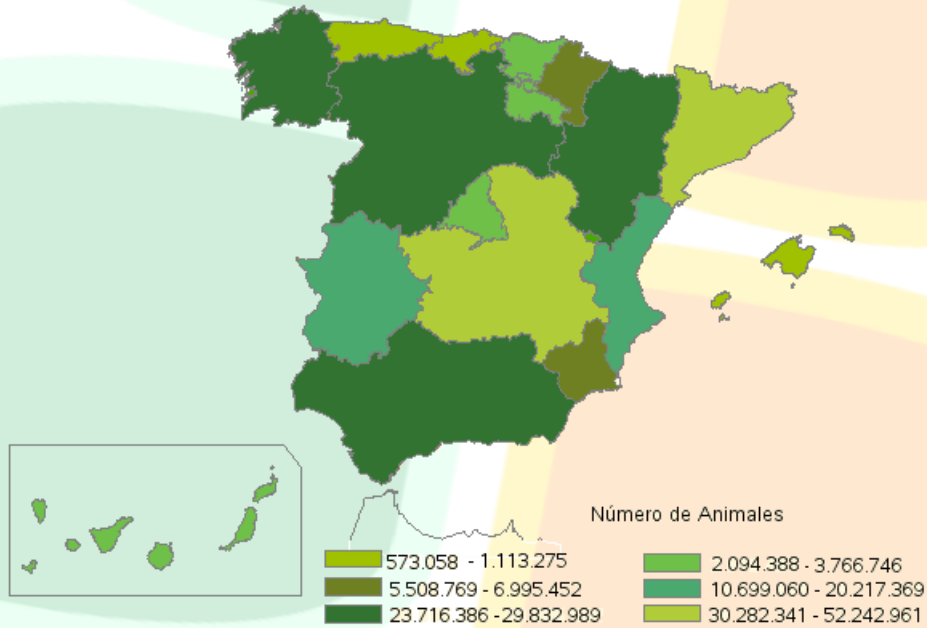 Número de Animales
573.058 - 1.113.275
2.094.388 - 3.766.746
5.508.769 - 6.995.452
10.699.060 - 20.217.369
23.716.386 -29.832.989
30.282.341 - 52.242.961